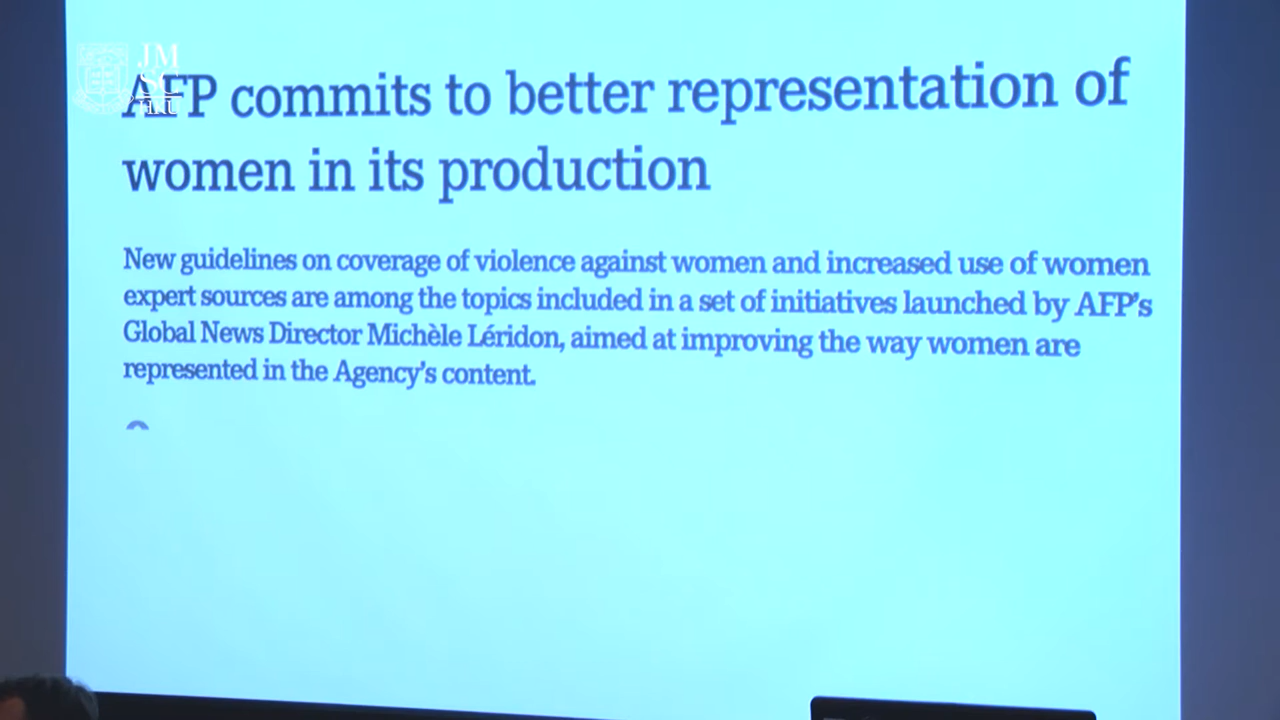 JM
SC
HKU
AFP commits to better representation of
women in its production
New guidelines on coverage of violence against women and increased use of women
expert sources are among the topics included in a set of initiatives launched by AFP's
Global News Director Michèle Léridon, aimed at improving the way women are
represented in the Agency's content.